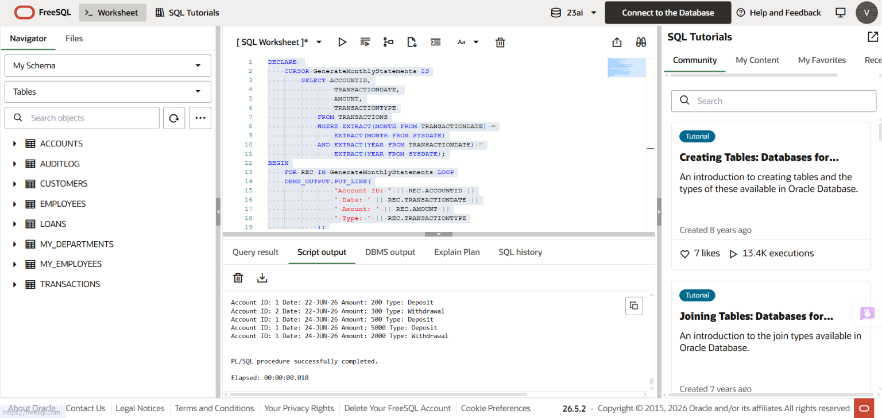 FreeSQL
Worksheet
SQL Tutorials
23ai
Connect to the Database
Help and Feedback
V
Navigator
Files
My Schema
Tables
Search objects
ACCOUNTS
AUDITLOG
CUSTOMERS
EMPLOYEES
LOANS
MY_DEPARTMENTS
MY_EMPLOYEES
TRANSACTIONS
[ SQL Worksheet ]*
Aa
1 DECLARE
2 CURSOR GenerateMonthlyStatements IS
3 SELECT ACCOUNTID,
4 TRANSACTIONDATE,
5 AMOUNT,
6 TRANSACTIONTYPE
7 FROM TRANSACTIONS
8 WHERE EXTRACT(MONTH FROM TRANSACTIONDATE) =
9 EXTRACT(MONTH FROM SYSDATE)
10 AND EXTRACT(YEAR FROM TRANSACTIONDATE) =
11 EXTRACT(YEAR FROM SYSDATE);
12 BEGIN
13 FOR REC IN GenerateMonthlyStatements LOOP
14 DBMS_OUTPUT.PUT_LINE(
15 'Account ID: ' || REC.ACCOUNTID ||
16 ' Date: ' || REC.TRANSACTIONDATE ||
17 ' Amount: ' || REC.AMOUNT ||
18 ' Type: ' || REC.TRANSACTIONTYPE
19 );
Query result
Script output
DBMS output
Explain Plan
SQL history
Account ID: 1 Date: 22-JUN-26 Amount: 200 Type: Deposit
Account ID: 2 Date: 22-JUN-26 Amount: 300 Type: Withdrawal
Account ID: 1 Date: 24-JUN-26 Amount: 500 Type: Deposit
Account ID: 1 Date: 24-JUN-26 Amount: 5000 Type: Deposit
Account ID: 1 Date: 24-JUN-26 Amount: 2000 Type: Withdrawal
PL/SQL procedure successfully completed.
Elapsed: 00:00:00.010
SQL Tutorials
Community
My Content
My Favorites
Rece
Search
Tutorial
Creating Tables: Databases for...
An introduction to creating tables and the
types of these available in Oracle Database.
Created 8 years ago
7 likes
13.4K executions
Tutorial
Joining Tables: Databases for...
An introduction to the join types available in
Oracle Database.
Created 7 years ago
About Oracle
Contact Us
Legal Notices
Terms and Conditions
Your Privacy Rights
Delete Your FreeSQL Account
Cookie Preferences
26.5.2 - Copyright © 2015, 2026 Oracle and/or its affiliates All rights reserved
https://freesql.com